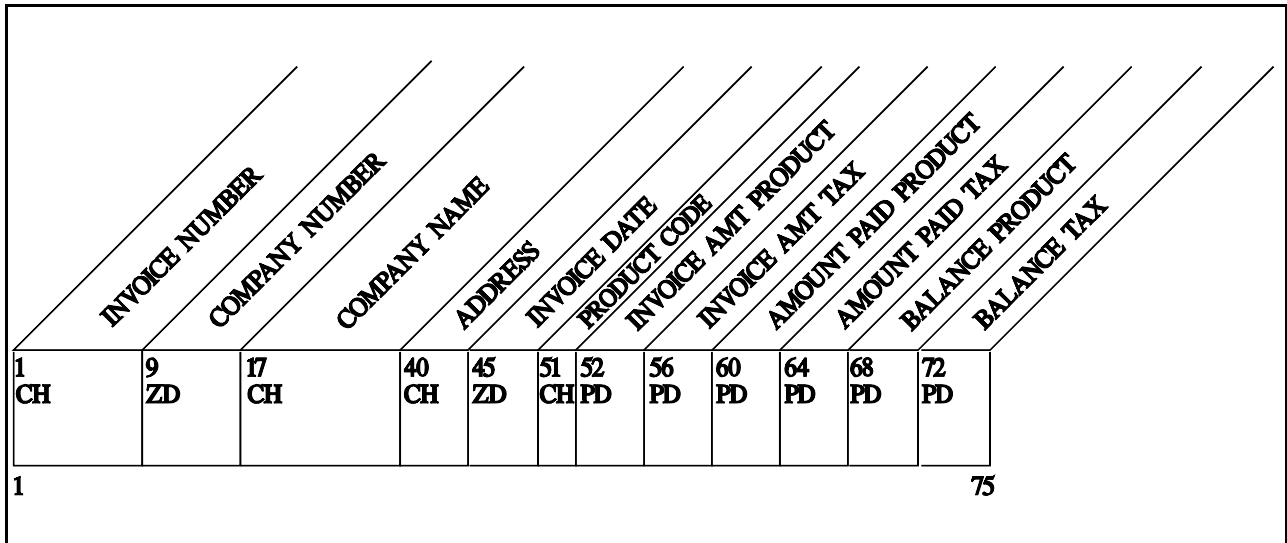 INVOICE NUMBER
COMPANY NUMBER
COMPANY NAME
ADDRESS
INVOICE DATE
PRODUCT CODE
INVOICE AMT PRODUCT
INVOICE AMT TAX
AMOUNT PAID PRODUCT
AMOUNT PAID TAX
BALANCE PRODUCT
BALANCE TAX
1 9 17 40 45 51 52 56 60 64 68 72
CH ZD CH CH ZD CH PD PD PD PD PD PD
1 75